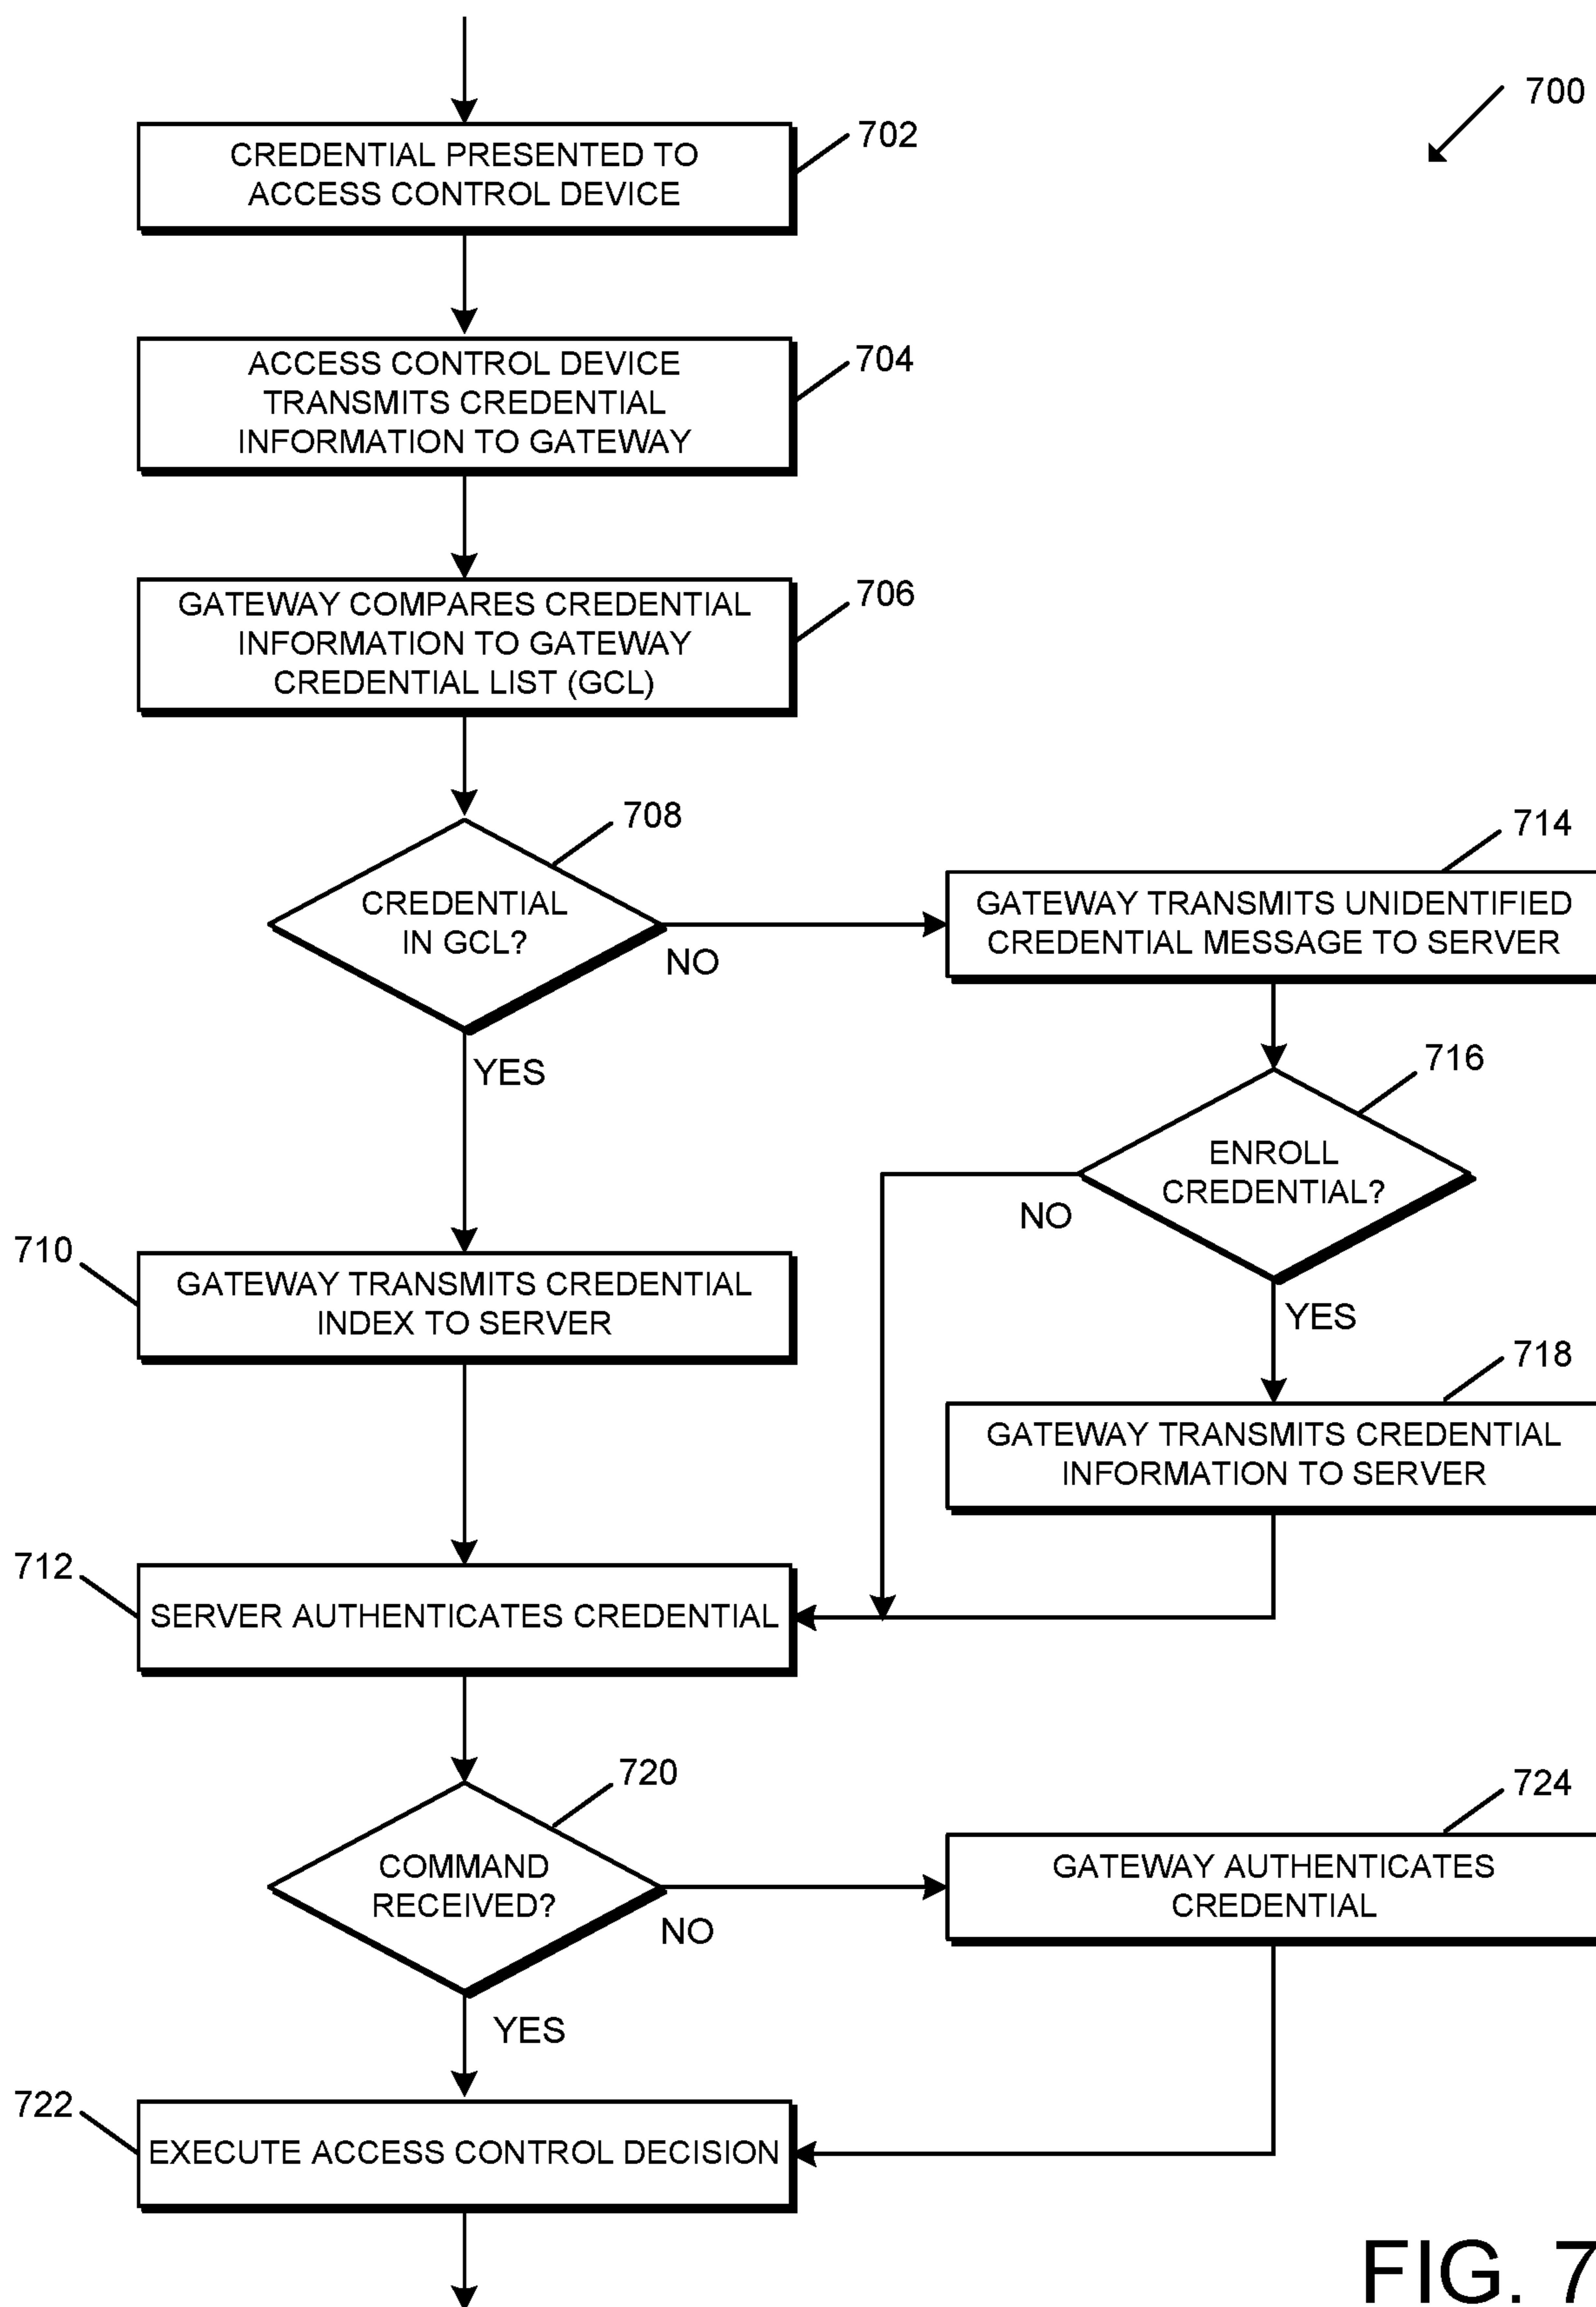 700
702
CREDENTIAL PRESENTED TO
ACCESS CONTROL DEVICE
704
ACCESS CONTROL DEVICE
TRANSMITS CREDENTIAL
INFORMATION TO GATEWAY
706
GATEWAY COMPARES CREDENTIAL
INFORMATION TO GATEWAY
CREDENTIAL LIST (GCL)
708
CREDENTIAL
IN GCL?
NO
YES
714
GATEWAY TRANSMITS UNIDENTIFIED
CREDENTIAL MESSAGE TO SERVER
716
ENROLL
CREDENTIAL?
NO
YES
710
GATEWAY TRANSMITS CREDENTIAL
INDEX TO SERVER
718
GATEWAY TRANSMITS CREDENTIAL
INFORMATION TO SERVER
712
SERVER AUTHENTICATES CREDENTIAL
720
COMMAND
RECEIVED?
NO
YES
724
GATEWAY AUTHENTICATES
CREDENTIAL
722
EXECUTE ACCESS CONTROL DECISION
FIG. 7